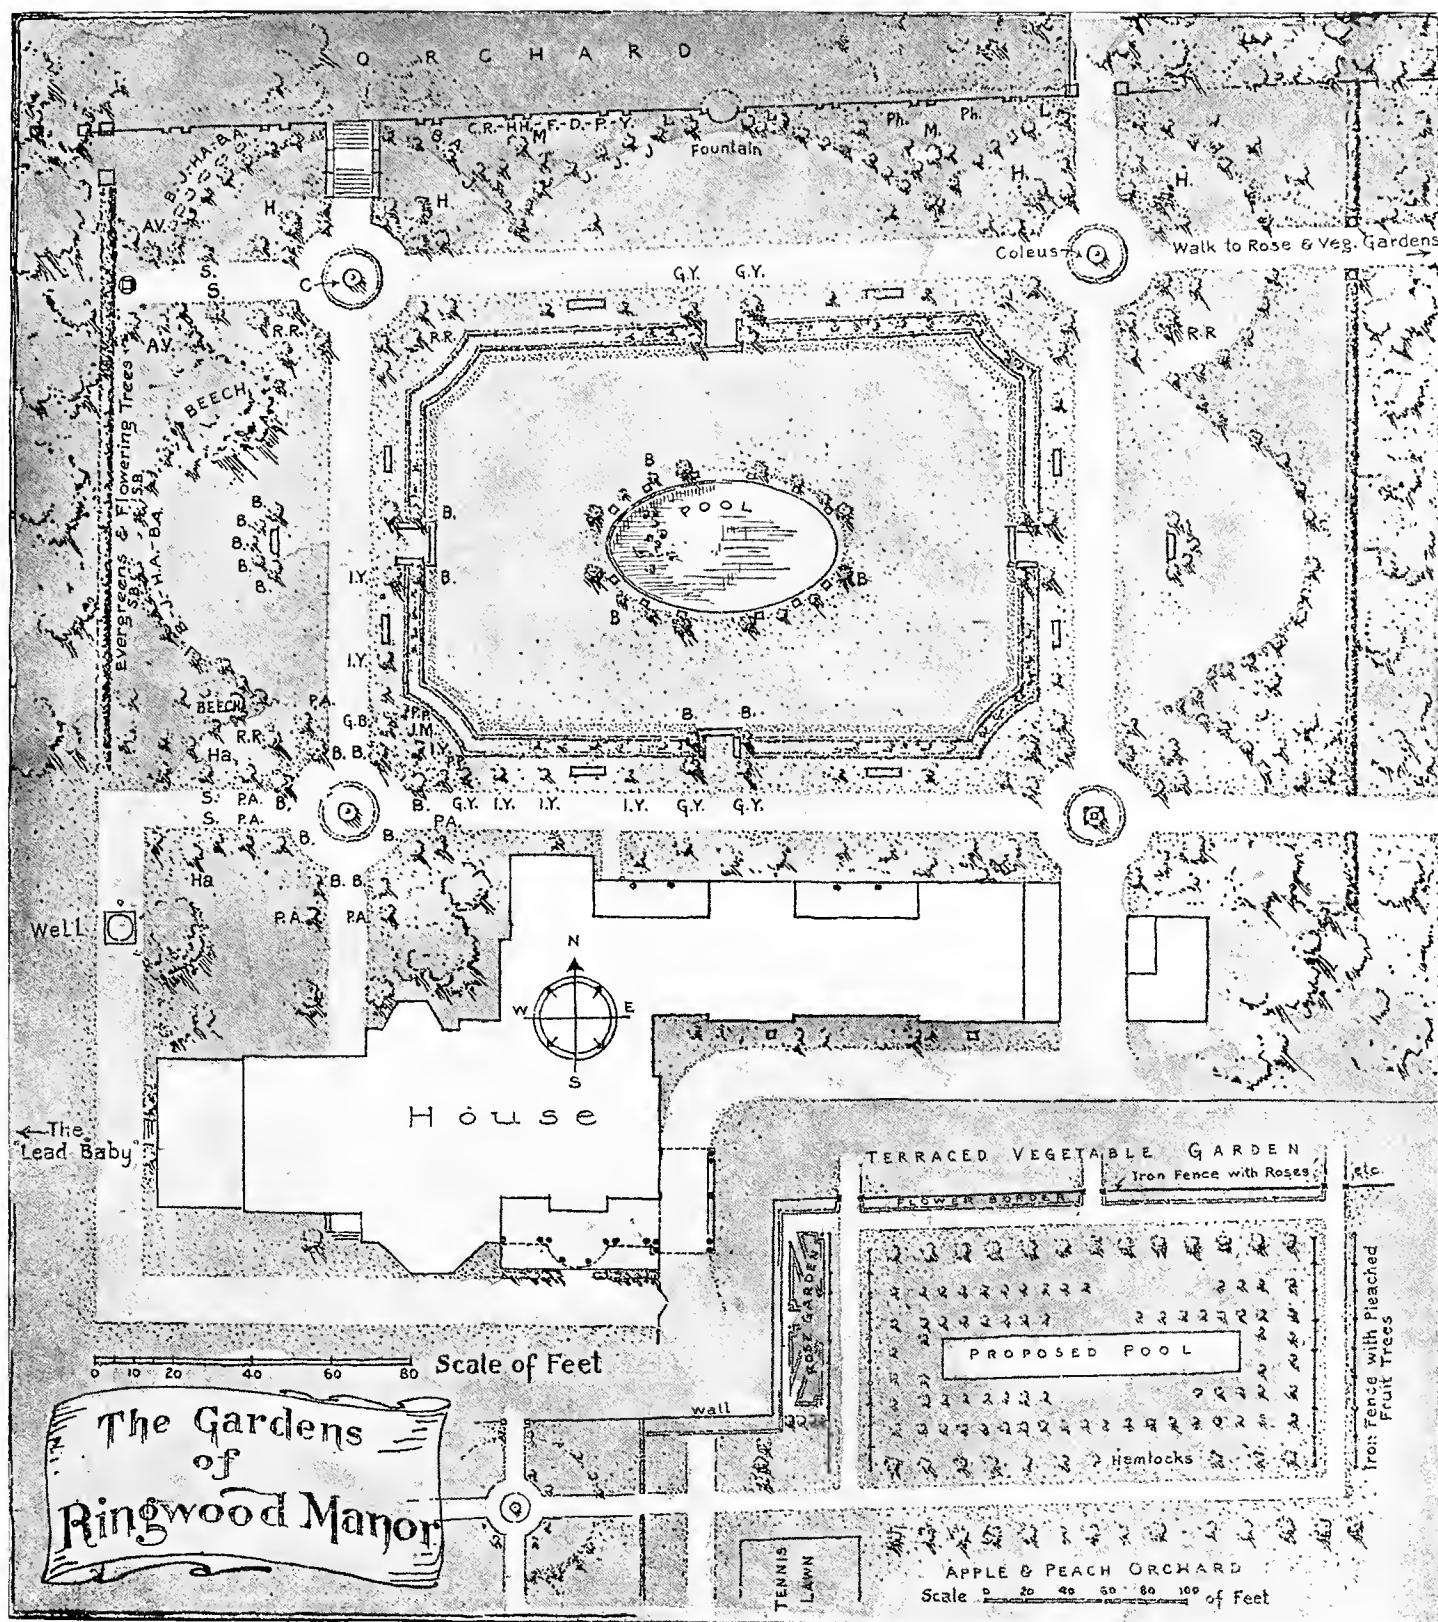 ORCHARD
B.
C.R.-H.H.-F.-D.-P.-Y.
M
L
L
Ph.
M.
Ph.
L
Fountain
B.-J.-HA-B.A.
A.V.
H.
H.
H.
H.
S.
S.
C
G.Y. G.Y.
Coleus
Walk to Rose & Veg. Gardens
A.V.
R.R.
R.R.
R.R
BEECH
Evergreens & Flowering Trees
S.B.
S.B.
J-H.A-B.A.
B.
B.
B.
B.
B.
B.
B.
B
POOL
B
B
I.Y.
I.Y.
BEECH
P.A.
G.B.
P.P.
J.M.
I.Y.
B. B.
R.R.
Ha.
B. B.
S. P.A. B.
S. P.A.
B. G.Y. I.Y. I.Y. I.Y. G.Y. G.Y.
P.A.
B. B.
Ha
B. B.
P.A. P.A.
Well
N
W E
S
House
The
"Lead Baby"
TERRACED VEGETABLE GARDEN
Iron Fence with Roses
etc.
FLOWER BORDER
ROSE GARDEN
PROPOSED POOL
Hemlocks
Iron Fence with Pleached
Fruit Trees
0 10 20 40 60 80
Scale of Feet
wall
The Gardens
of
Ringwood Manor
TENNIS
LAWN
APPLE & PEACH ORCHARD
Scale 0 20 40 60 80 100 of Feet